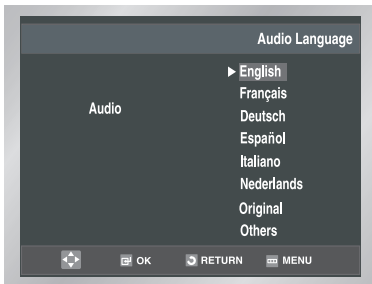 Audio Language
Audio
English
Français
Deutsch
Español
Italiano
Nederlands
Original
Others
OK RETURN MENU